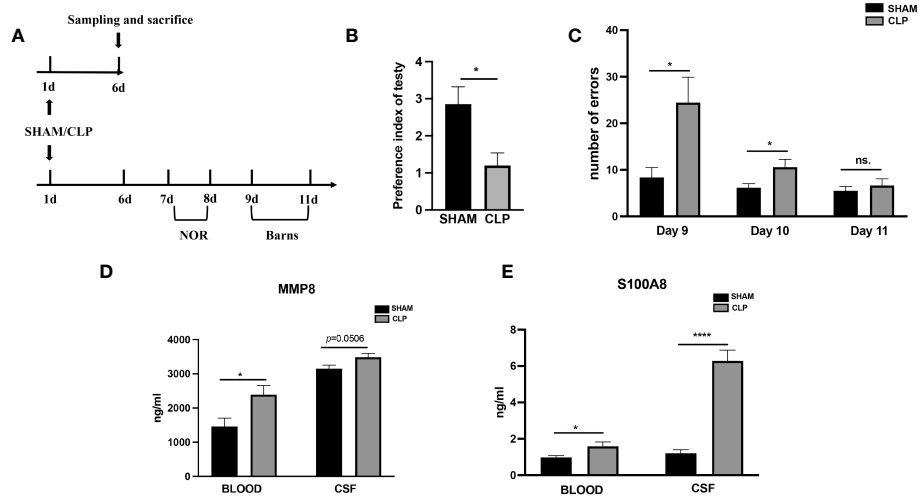 A
Sampling and sacrifice
1d 6d
SHAM/CLP
1d 6d 7d 8d 9d 11d
NOR Barns
B
Preference index of testy
4
3
2
1
0
*
SHAM CLP
C
SHAM
CLP
number of errors
40
30
20
10
0
*
*
ns.
Day 9 Day 10 Day 11
D
MMP8
SHAM
CLP
ng/ml
4000
3000
2000
1000
0
*
p=0.0506
BLOOD CSF
E
S100A8
SHAM
CLP
ng/ml
8
6
4
2
0
*
****
BLOOD CSF